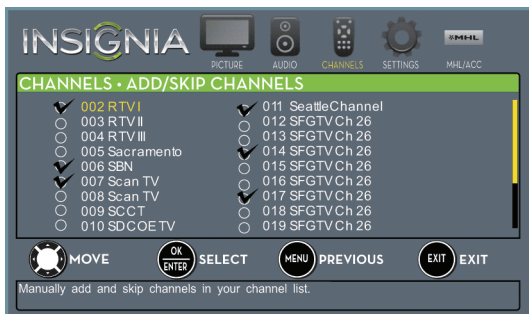 INSIGNIA
PICTURE AUDIO CHANNELS SETTINGS MHL/ACC
MHL
CHANNELS • ADD/SKIP CHANNELS
002 RTV I
003 RTV II
004 RTV III
005 Sacramento
006 SBN
007 Scan TV
008 Scan TV
009 SCCT
010 SDCOE TV
011 SeattleChannel
012 SFGTV Ch 26
013 SFGTV Ch 26
014 SFGTV Ch 26
015 SFGTV Ch 26
016 SFGTV Ch 26
017 SFGTV Ch 26
018 SFGTV Ch 26
019 SFGTV Ch 26
MOVE OK/ENTER SELECT MENU PREVIOUS EXIT EXIT
Manually add and skip channels in your channel list.